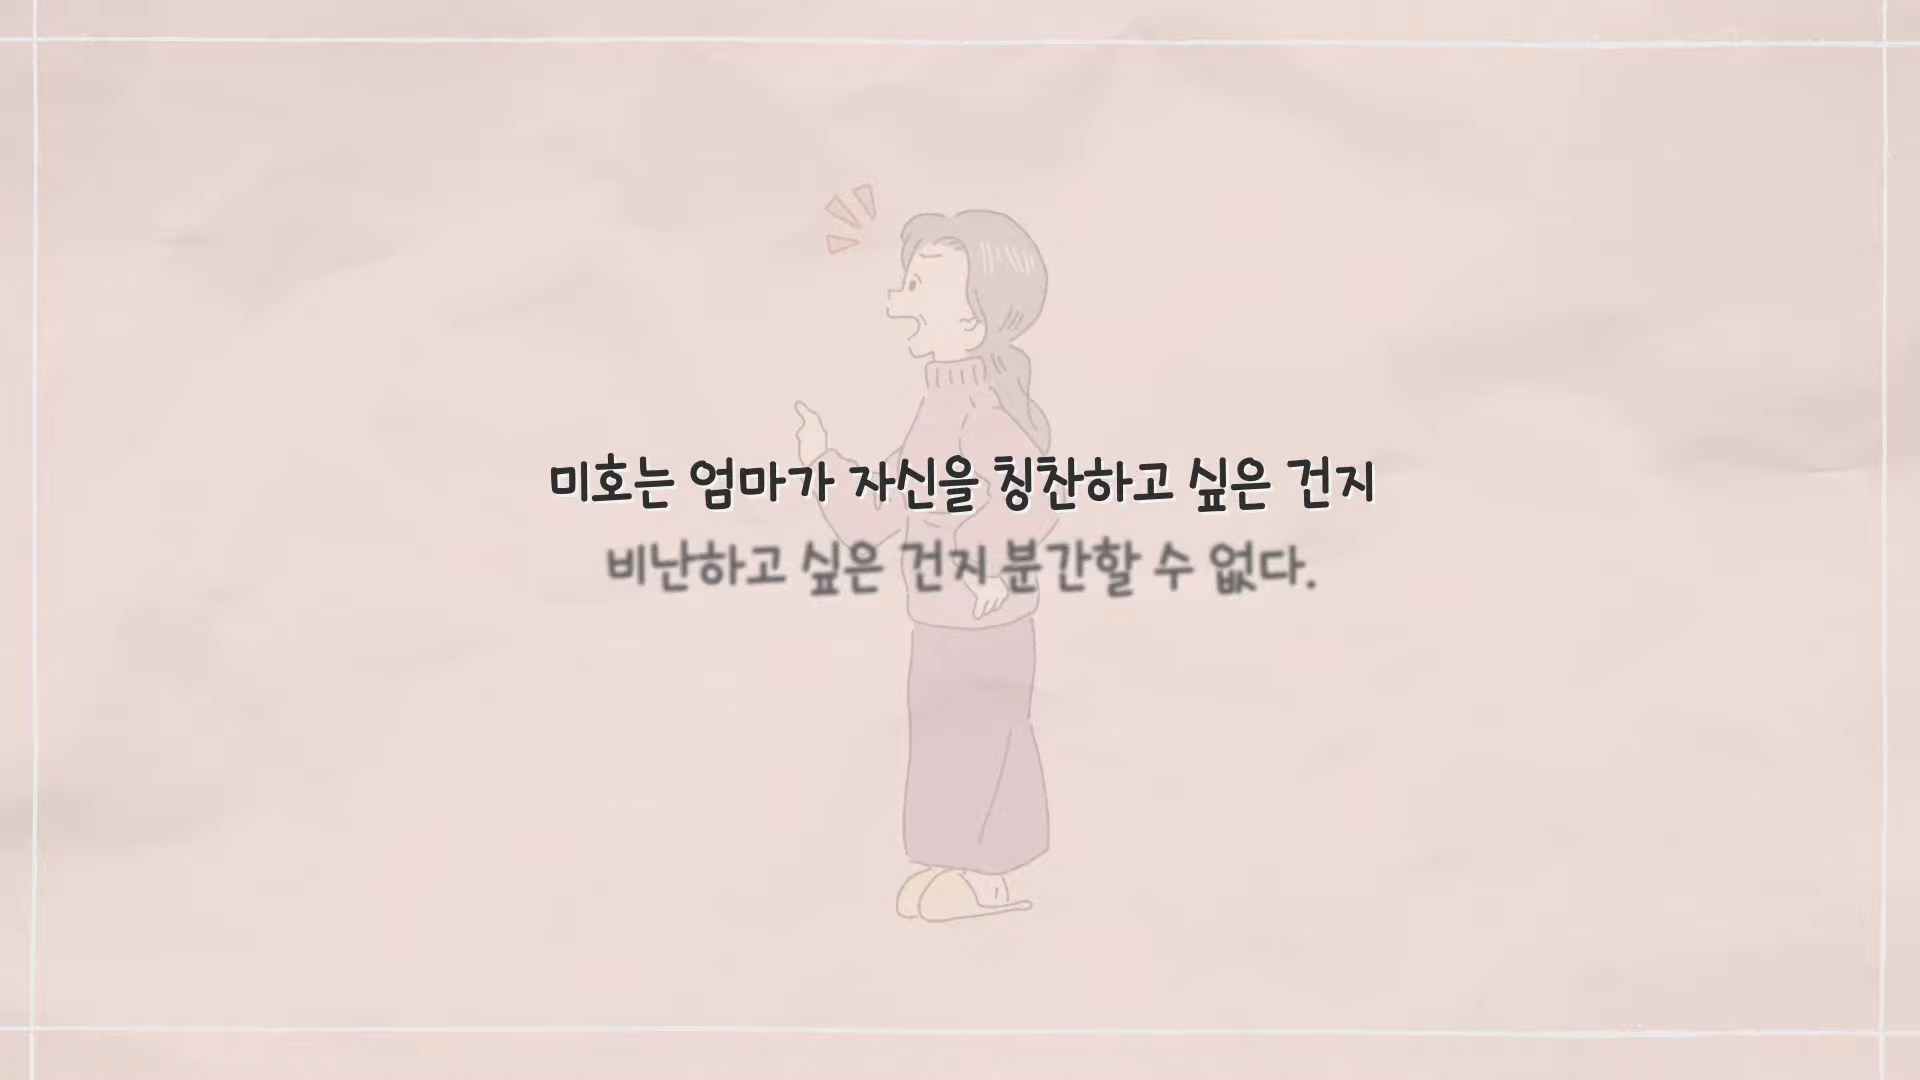 미호는 엄마가 자신을 칭찬하고 싶은 건지
비난하고 싶은 건지 분간할 수 없다.